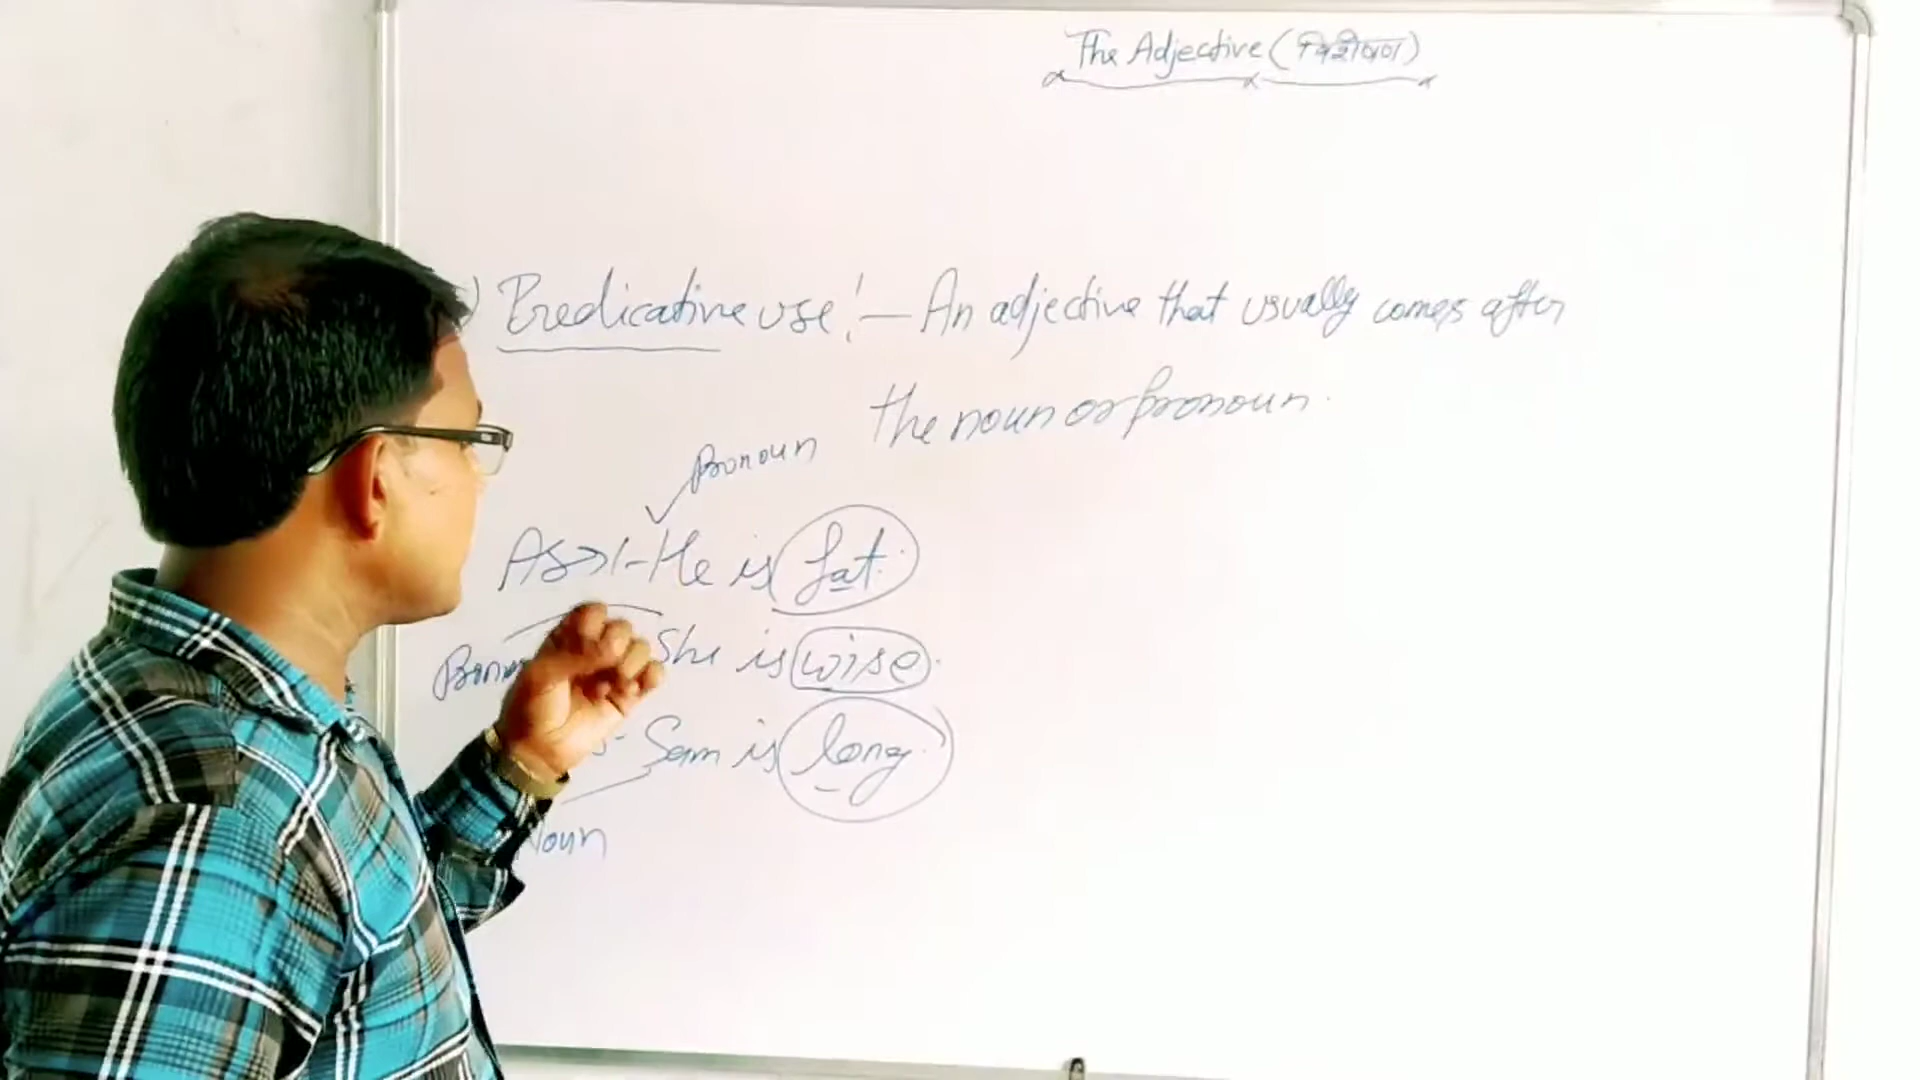 The Adjective (विशेषण)
) Predicative use :- An adjective that usually comes after
the noun or pronoun.
Pronoun
As → 1- He is fat.
She is wise.
Sam is long.
Noun